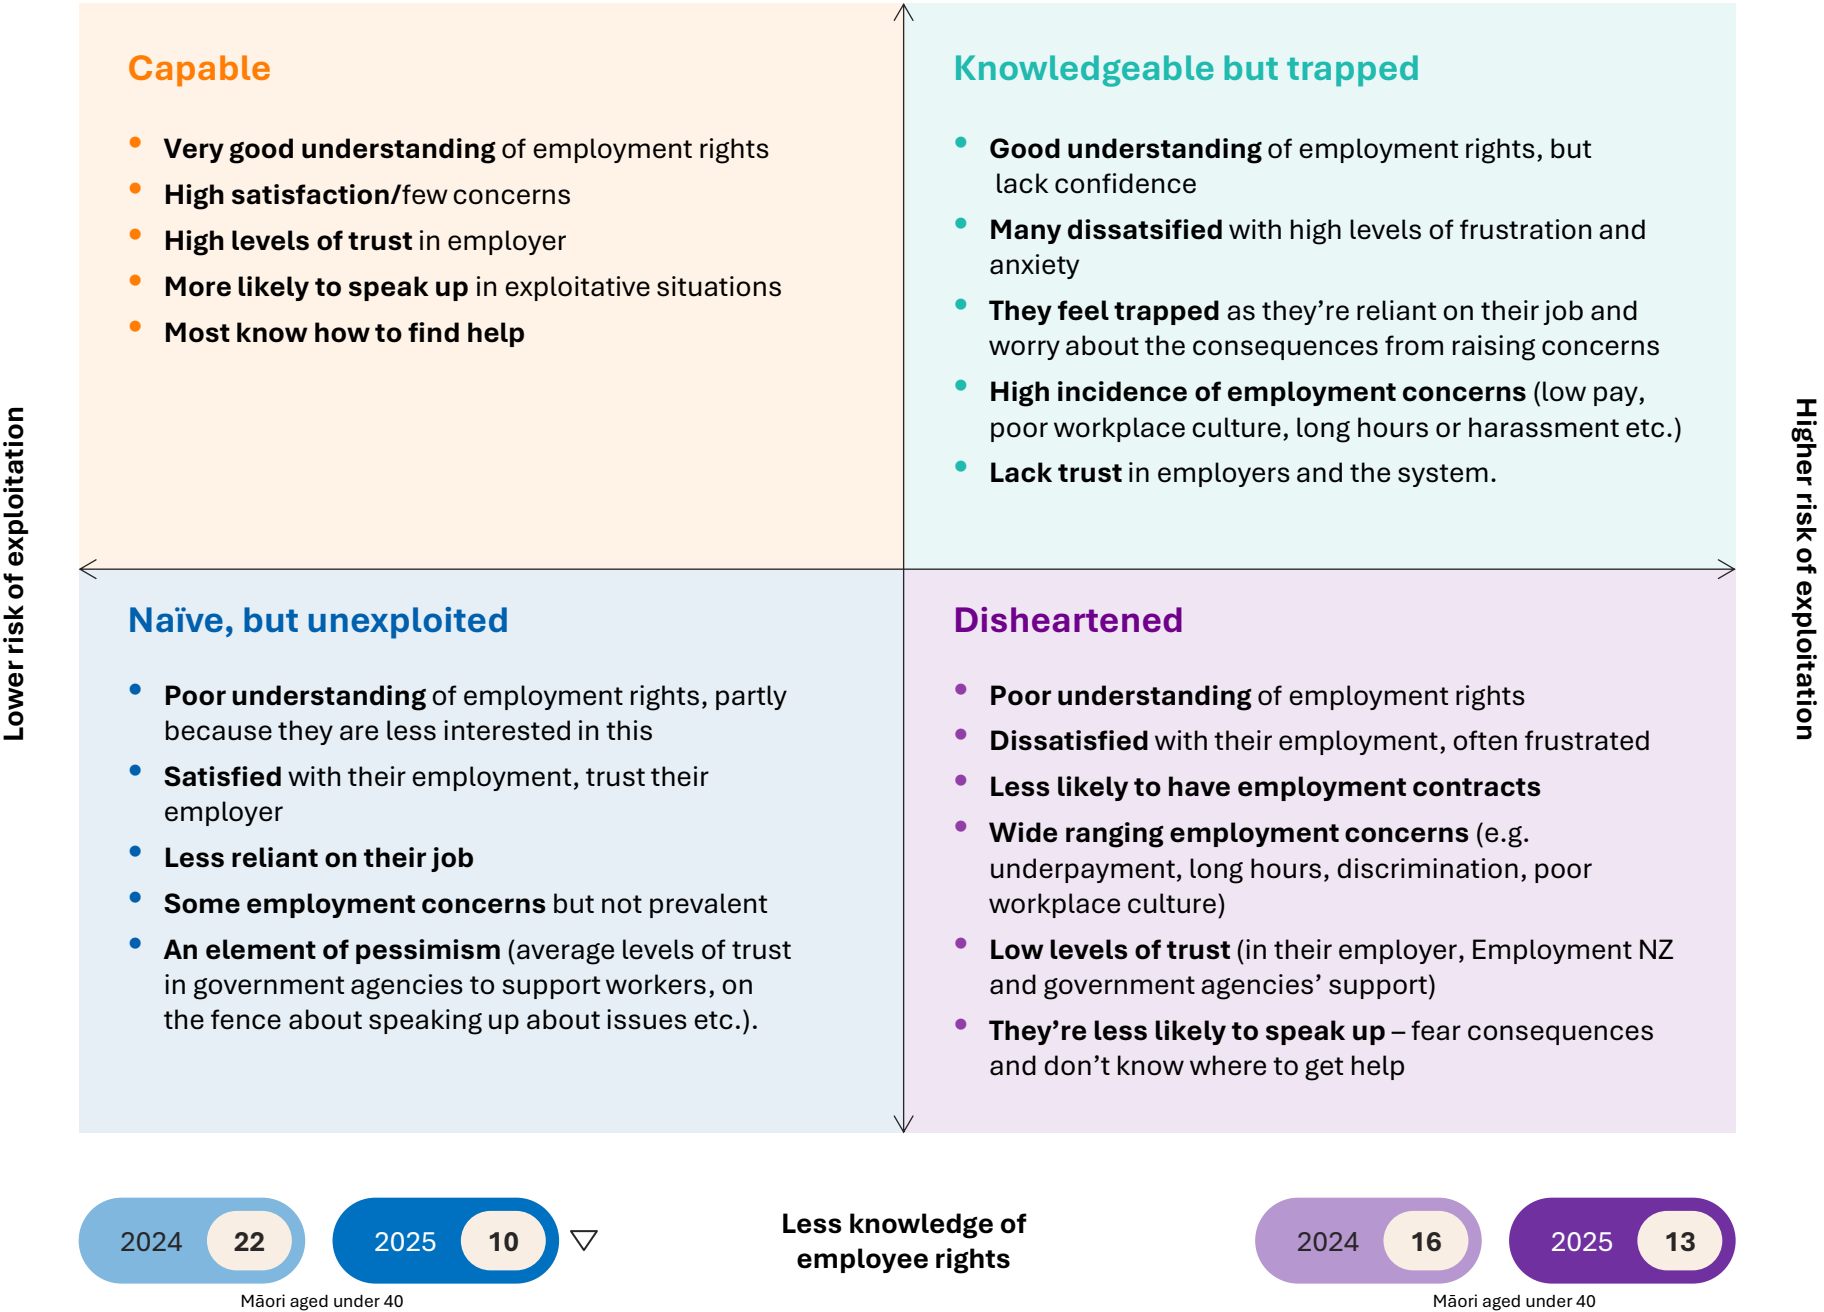 Capable
Very good understanding of employment rights
High satisfaction/few concerns
High levels of trust in employer
More likely to speak up in exploitative situations
Most know how to find help
Knowledgeable but trapped
Good understanding of employment rights, but
lack confidence
Many dissatsified with high levels of frustration and
anxiety
They feel trapped as they’re reliant on their job and
worry about the consequences from raising concerns
High incidence of employment concerns (low pay,
poor workplace culture, long hours or harassment etc.)
Lack trust in employers and the system.
Lower risk of exploitation
Higher risk of exploitation
Naïve, but unexploited
Poor understanding of employment rights, partly
because they are less interested in this
Satisfied with their employment, trust their
employer
Less reliant on their job
Some employment concerns but not prevalent
An element of pessimism (average levels of trust
in government agencies to support workers, on
the fence about speaking up about issues etc.).
Disheartened
Poor understanding of employment rights
Dissatisfied with their employment, often frustrated
Less likely to have employment contracts
Wide ranging employment concerns (e.g.
underpayment, long hours, discrimination, poor
workplace culture)
Low levels of trust (in their employer, Employment NZ
and government agencies’ support)
They’re less likely to speak up – fear consequences
and don’t know where to get help
2024 22
2025 10
Māori aged under 40
Less knowledge of
employee rights
2024 16
2025 13
Māori aged under 40